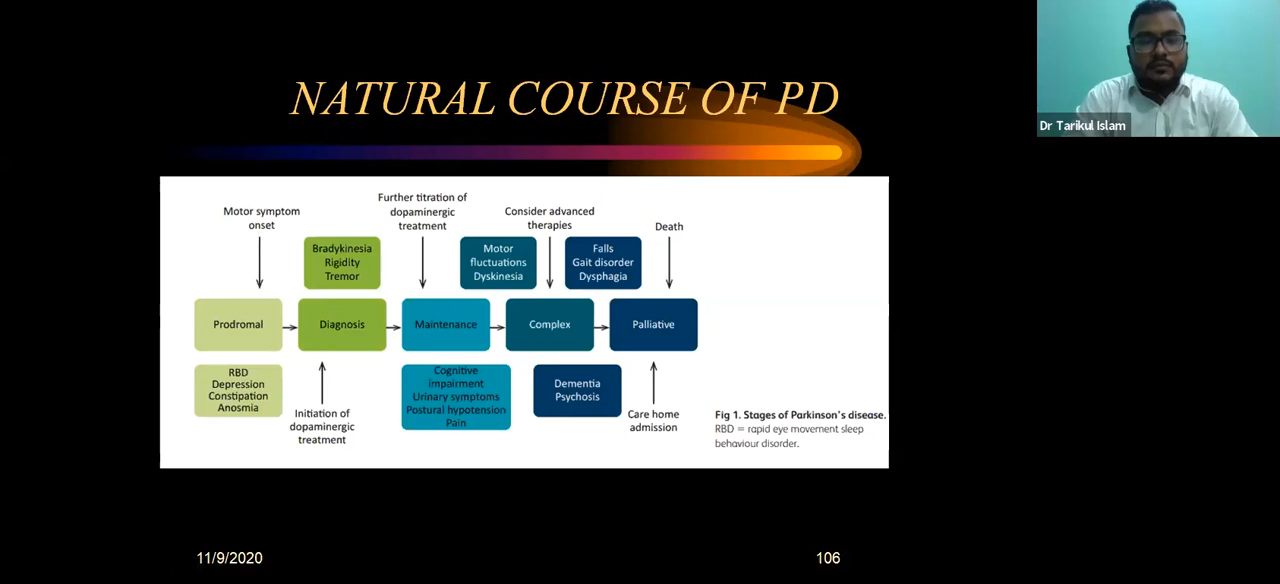 NATURAL COURSE OF PD
Dr Tarikul Islam
Motor symptom
onset
Further titration of
dopaminergic
treatment
Consider advanced
therapies
Death
Bradykinesia
Rigidity
Tremor
Motor
fluctuations
Dyskinesia
Falls
Gait disorder
Dysphagia
Prodromal
Diagnosis
Maintenance
Complex
Palliative
RBD
Depression
Constipation
Anosmia
Initiation of
dopaminergic
treatment
Cognitive
impairment
Urinary symptoms
Postural hypotension
Pain
Dementia
Psychosis
Care home
admission
Fig 1. Stages of Parkinson's disease.
RBD = rapid eye movement sleep
behaviour disorder.
11/9/2020
106